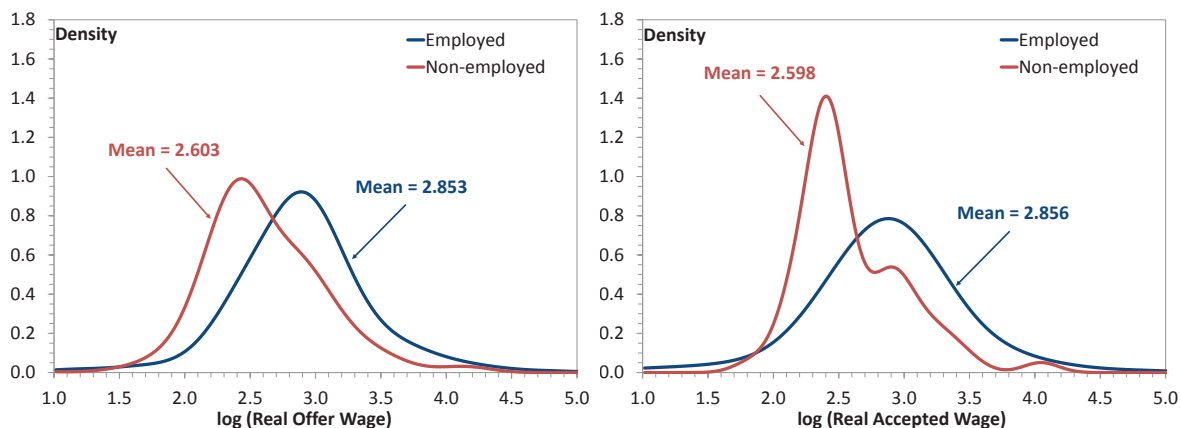 Density
Employed
Non-employed
Mean = 2.603
Mean = 2.853
1.8
1.6
1.4
1.2
1.0
0.8
0.6
0.4
0.2
0.0
1.0 1.5 2.0 2.5 3.0 3.5 4.0 4.5 5.0
log (Real Offer Wage)
Density
Employed
Non-employed
Mean = 2.598
Mean = 2.856
1.8
1.6
1.4
1.2
1.0
0.8
0.6
0.4
0.2
0.0
1.0 1.5 2.0 2.5 3.0 3.5 4.0 4.5 5.0
log (Real Accepted Wage)